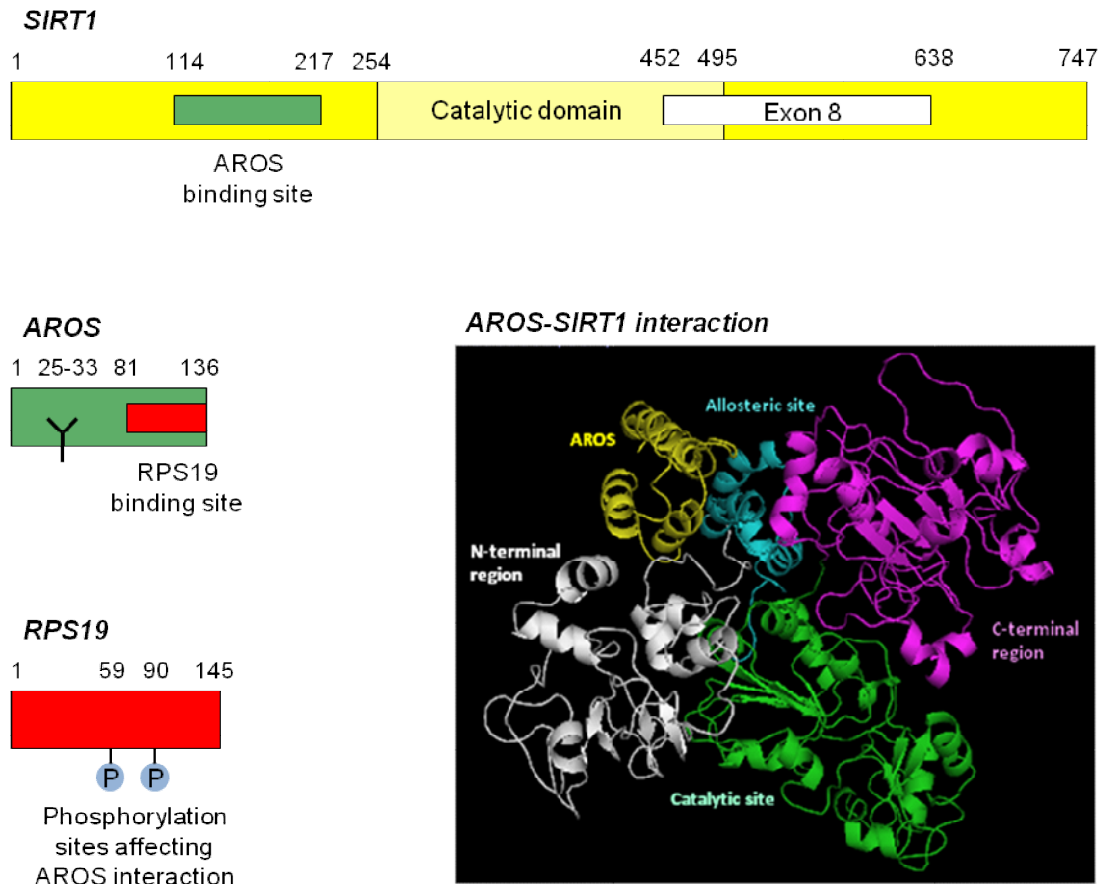 SIRT1
1 114 217 254 452 495 638 747
Catalytic domain
Exon 8
AROS
binding site
AROS
1 25-33 81 136
RPS19
binding site
RPS19
1 59 90 145
P P
Phosphorylation
sites affecting
AROS interaction
AROS-SIRT1 interaction
Allosteric site
AROS
N-terminal
region
C-terminal
region
Catalytic site